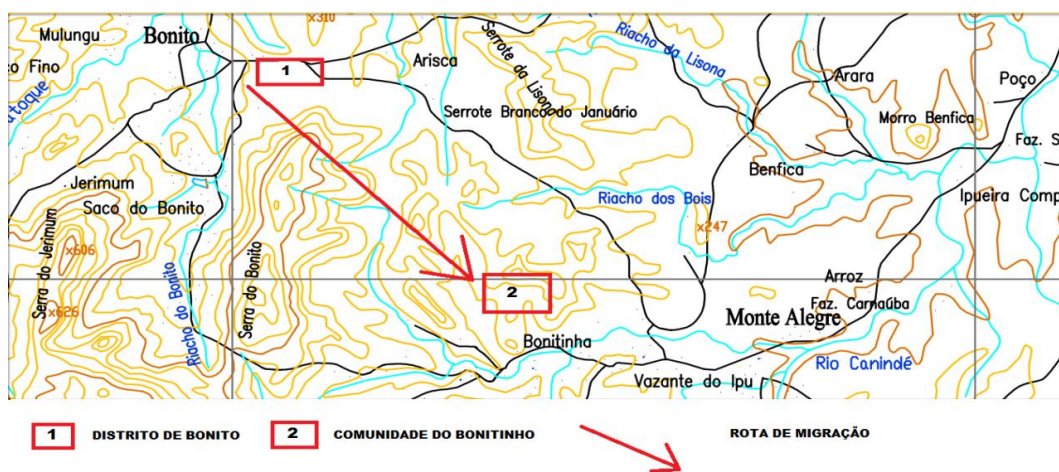 x310
Mulungu
Bonito
co Fino
atoque
1
Arisca
Serrote da Lisona
Riacho da Lisona
Serrote Branco do Januário
Arara
Poço
Morro Benfica
Faz. S
Benfica
Jerimum
Saco do Bonito
Riacho dos Bois
Ipueira Comp
x247
x606
Serra do Jerimum
x626
Riacho do Bonito
Serra do Bonito
2
Arroz
Faz. Carnaúba
Monte Alegre
Bonitinha
Rio Canindé
Vazante do Ipu
1 DISTRITO DE BONITO 2 COMUNIDADE DO BONITINHO ROTA DE MIGRAÇÃO